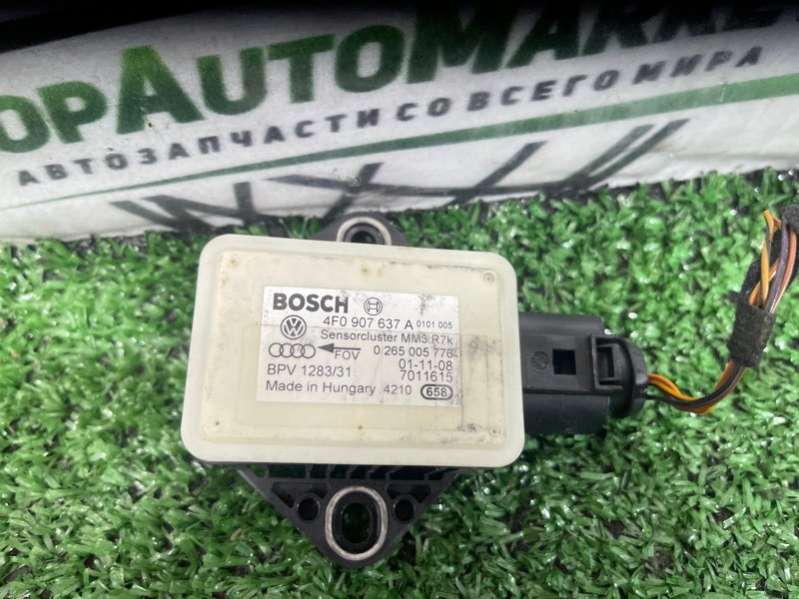 OPAUTOMARKE
АВТОЗАПЧАСТИ СО ВСЕГО МИРА
BOSCH
4F0 907 637 A 0101 005
Sensorcluster MM3 R7k
FOV 0 265 005 778
BPV 1283/31 01-11-08
7011615
Made in Hungary 4210 658